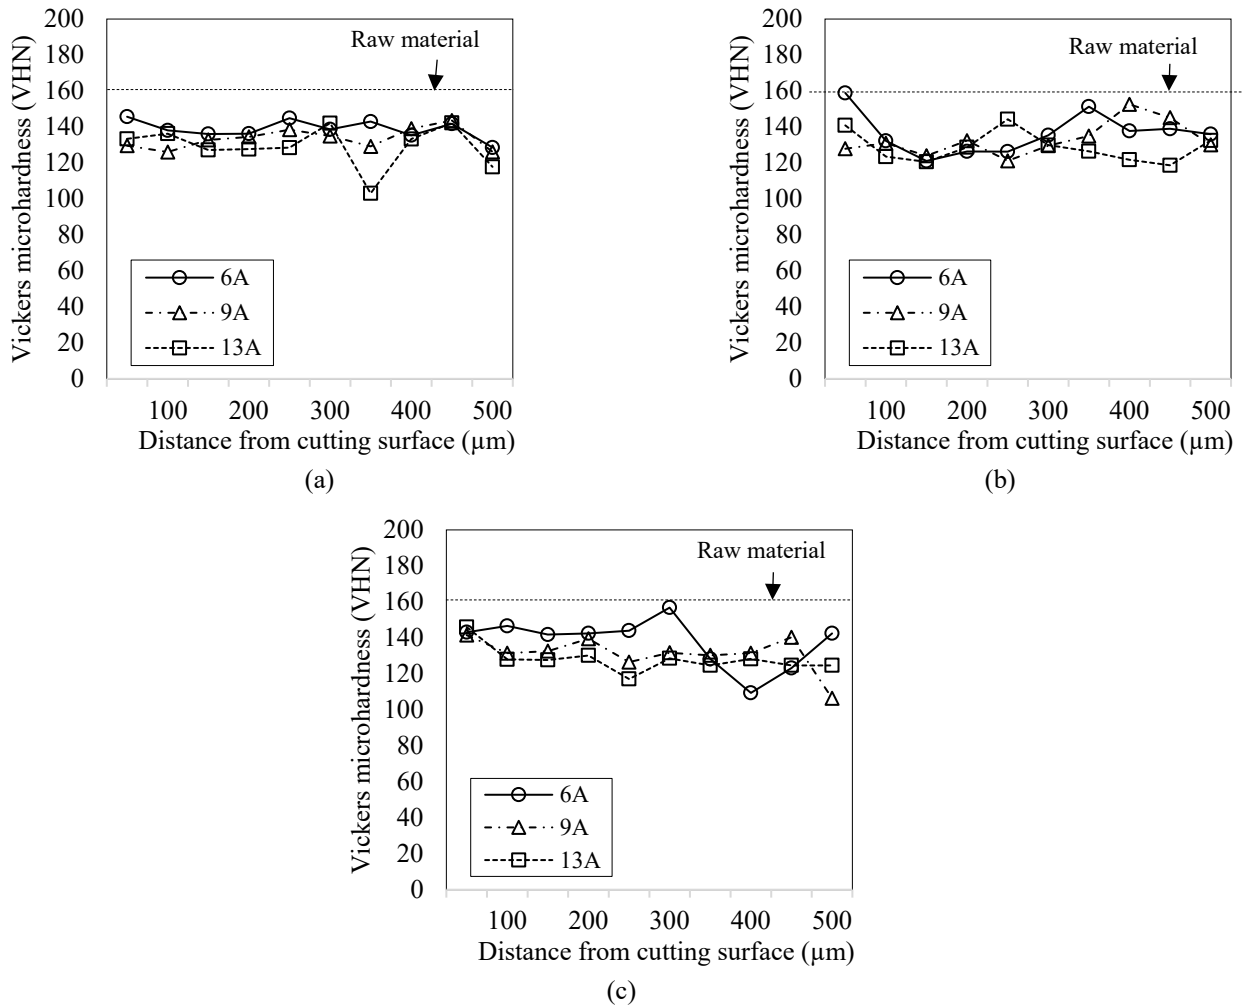 Vickers microhardness (VHN)
200
180
160
140
120
100
80
60
40
20
0
Raw material
6A
9A
13A
100 200 300 400 500
Distance from cutting surface (µm)
(a)
Vickers microhardness (VHN)
200
180
160
140
120
100
80
60
40
20
0
Raw material
6A
9A
13A
100 200 300 400 500
Distance from cutting surface (µm)
(b)
Vickers microhardness (VHN)
200
180
160
140
120
100
80
60
40
20
0
Raw material
6A
9A
13A
100 200 300 400 500
Distance from cutting surface (µm)
(c)